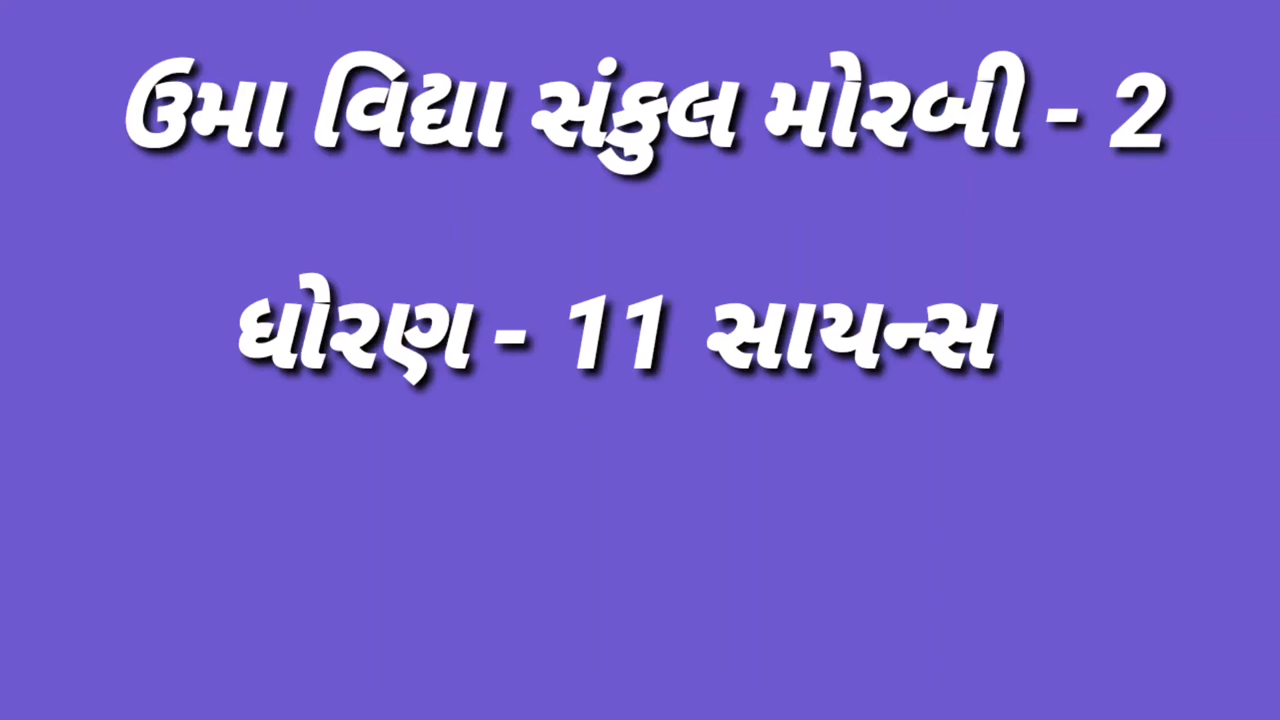 ઉમા વિદ્યા સંકુલ મોરબી - 2
ધોરણ - 11 સાયન્સ